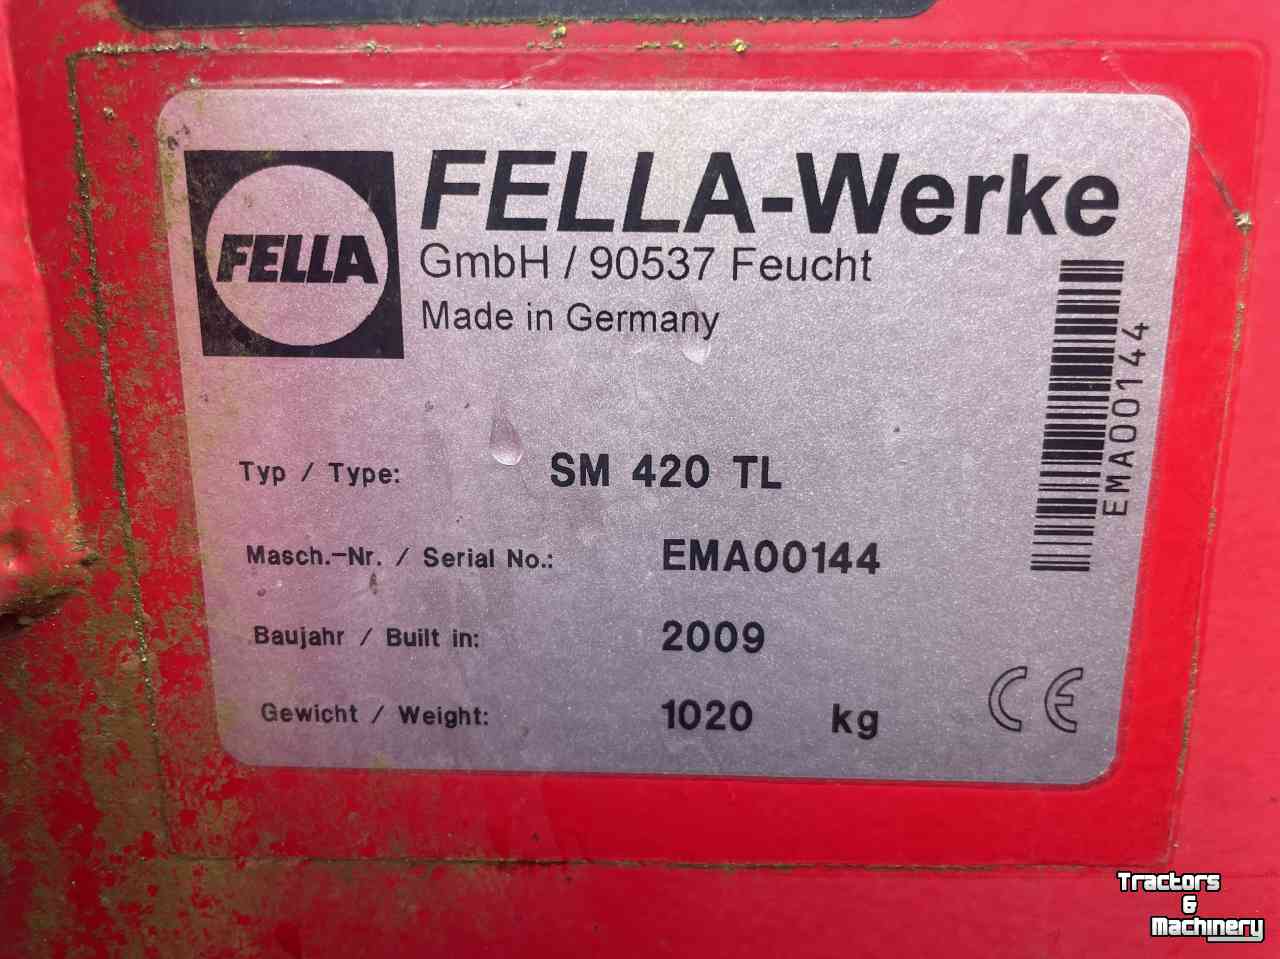 FELLA
FELLA-Werke
GmbH / 90537 Feucht
Made in Germany
EMA00144
Typ / Type: SM 420 TL
Masch.-Nr. / Serial No.: EMA00144
Baujahr / Built in: 2009
Gewicht / Weight: 1020 kg
CE
Tractors
&
Machinery